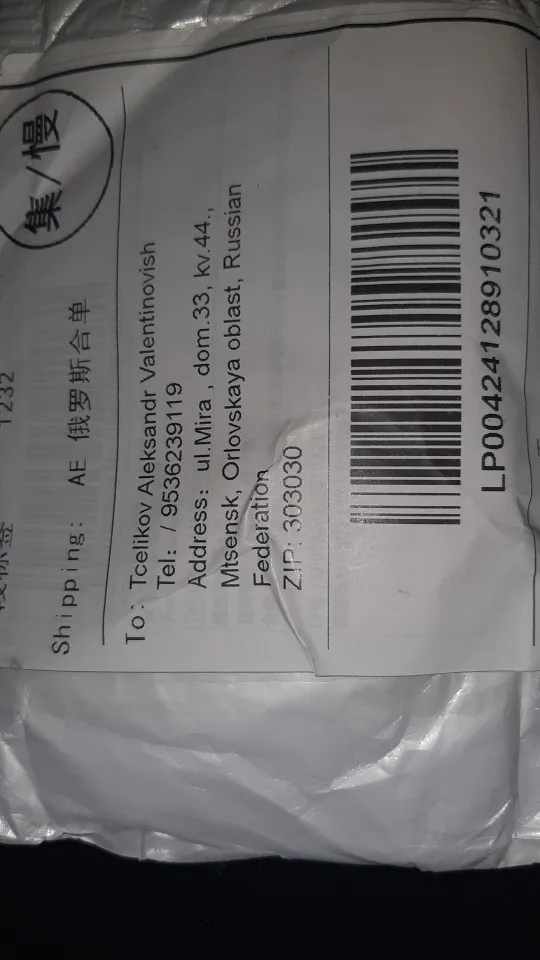 集/慢
1232
Shipping: AE 俄罗斯合单
To: Tcelikov Aleksandr Valentinovish
Tel: / 9536239119
Address: ul.Mira , dom.33, kv.44.,
Mtsensk, Orlovskaya oblast, Russian
Federation
ZIP: 303030
LP00424128910321